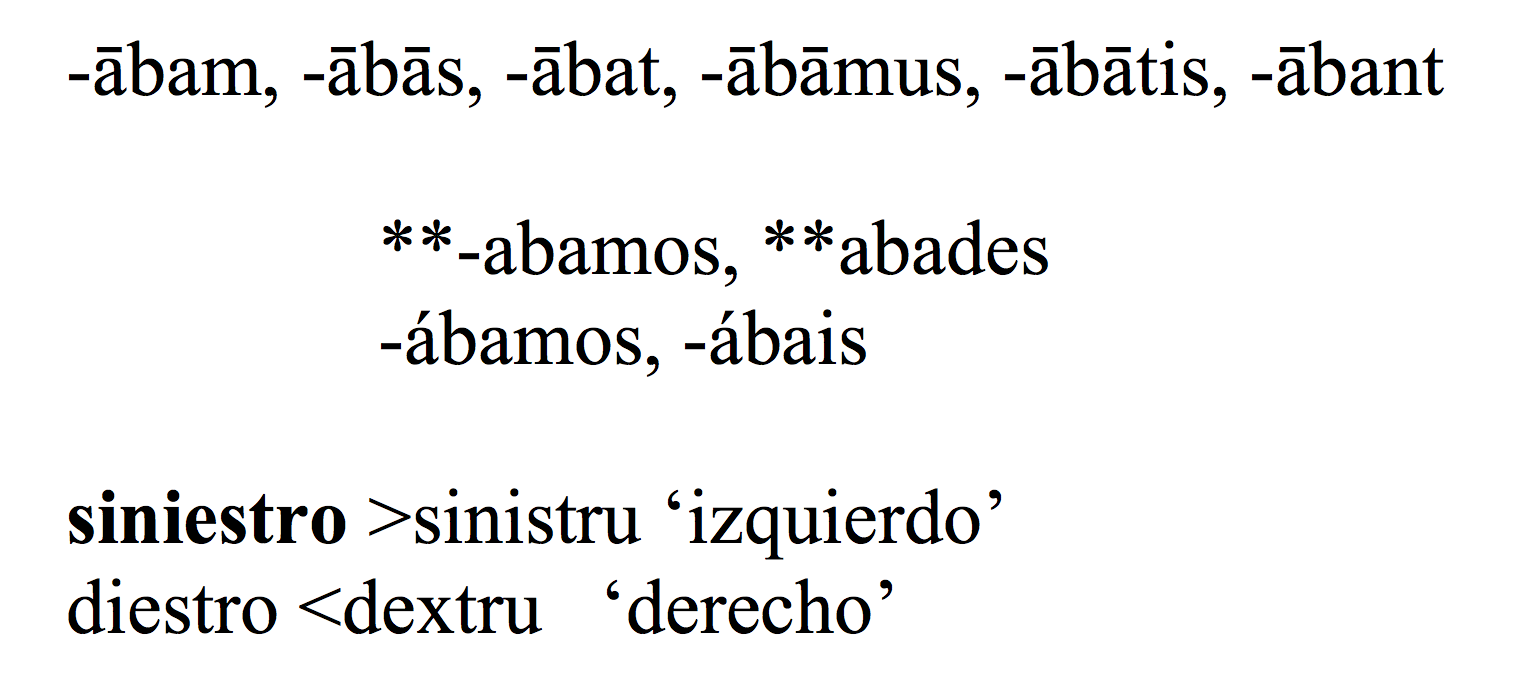 -ābam, -ābās, -ābat, -ābāmus, -ābātis, -ābant
**-abamos, **abades
-ábamos, -ábais
siniestro >sinistru ‘izquierdo’
diestro <dextru ‘derecho’